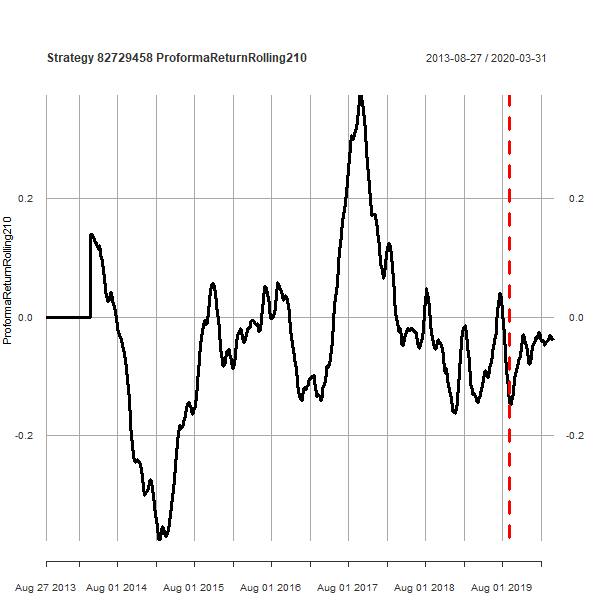 Strategy 82729458 ProformaReturnRolling210
2013-08-27 / 2020-03-31
ProformaReturnRolling210
0.2
0.2
0.0
0.0
-0.2
-0.2
Aug 27 2013
Aug 01 2014
Aug 01 2015
Aug 01 2016
Aug 01 2017
Aug 01 2018
Aug 01 2019